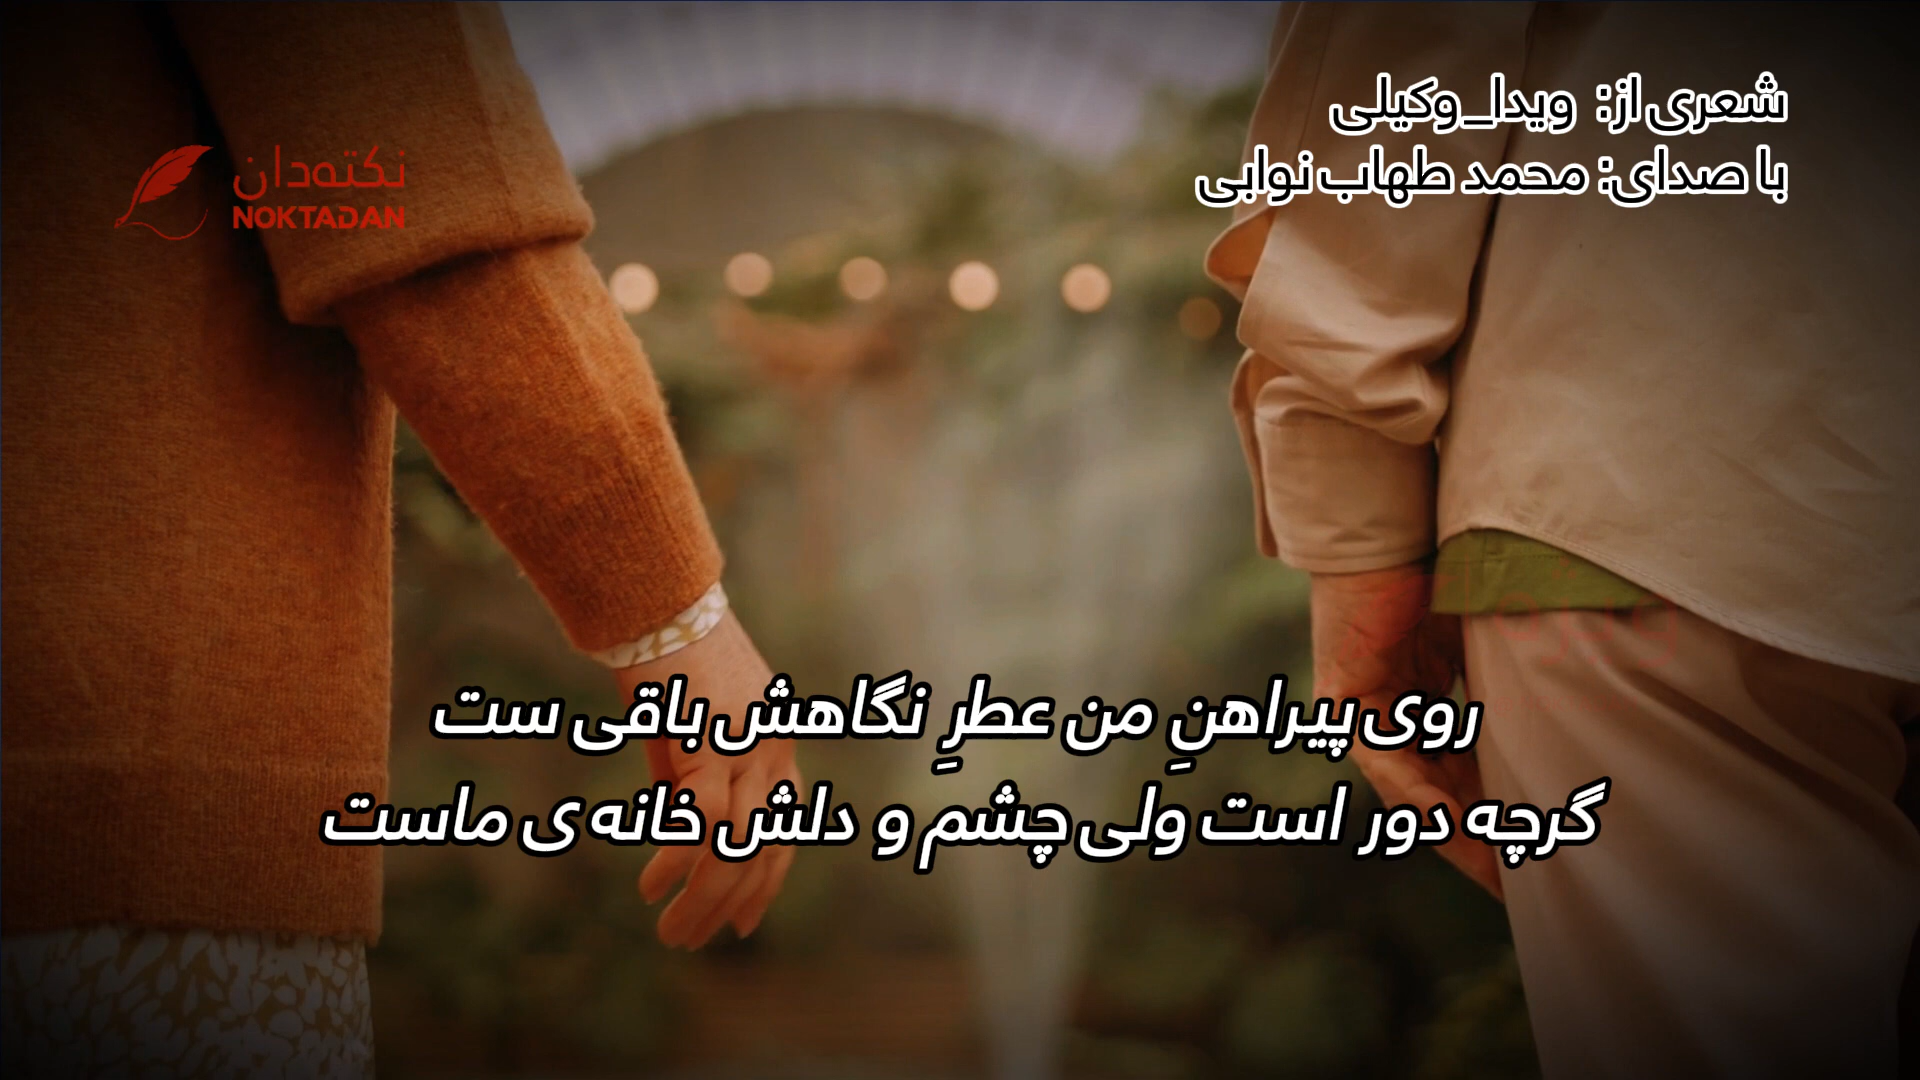 شعری از: ویدا_وکیلی
با صدای: محمد طهاب نوابی
نکته‌دان
NOKTADAN
روی پیراهنِ من عطرِ نگاهش باقی ست
گرچه دور است ولی چشم و دلش خانه ی ماست